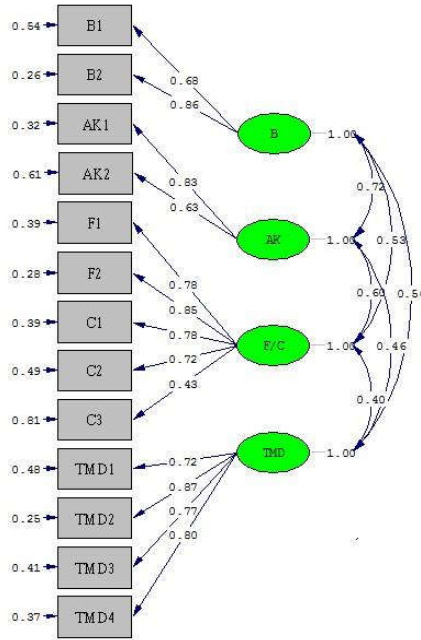 0.54 B1
0.26 B2
0.32 AK1
0.61 AK2
0.39 F1
0.28 F2
0.39 C1
0.49 C2
0.81 C3
0.48 TMD1
0.25 TMD2
0.41 TMD3
0.37 TMD4
0.68
0.86
0.83
0.63
0.78
0.85
0.78
0.72
0.43
0.72
0.87
0.77
0.80
B 1.00
AK 1.00
F/C 1.00
TMD 1.00
0.72
0.53
0.60
0.46
0.40